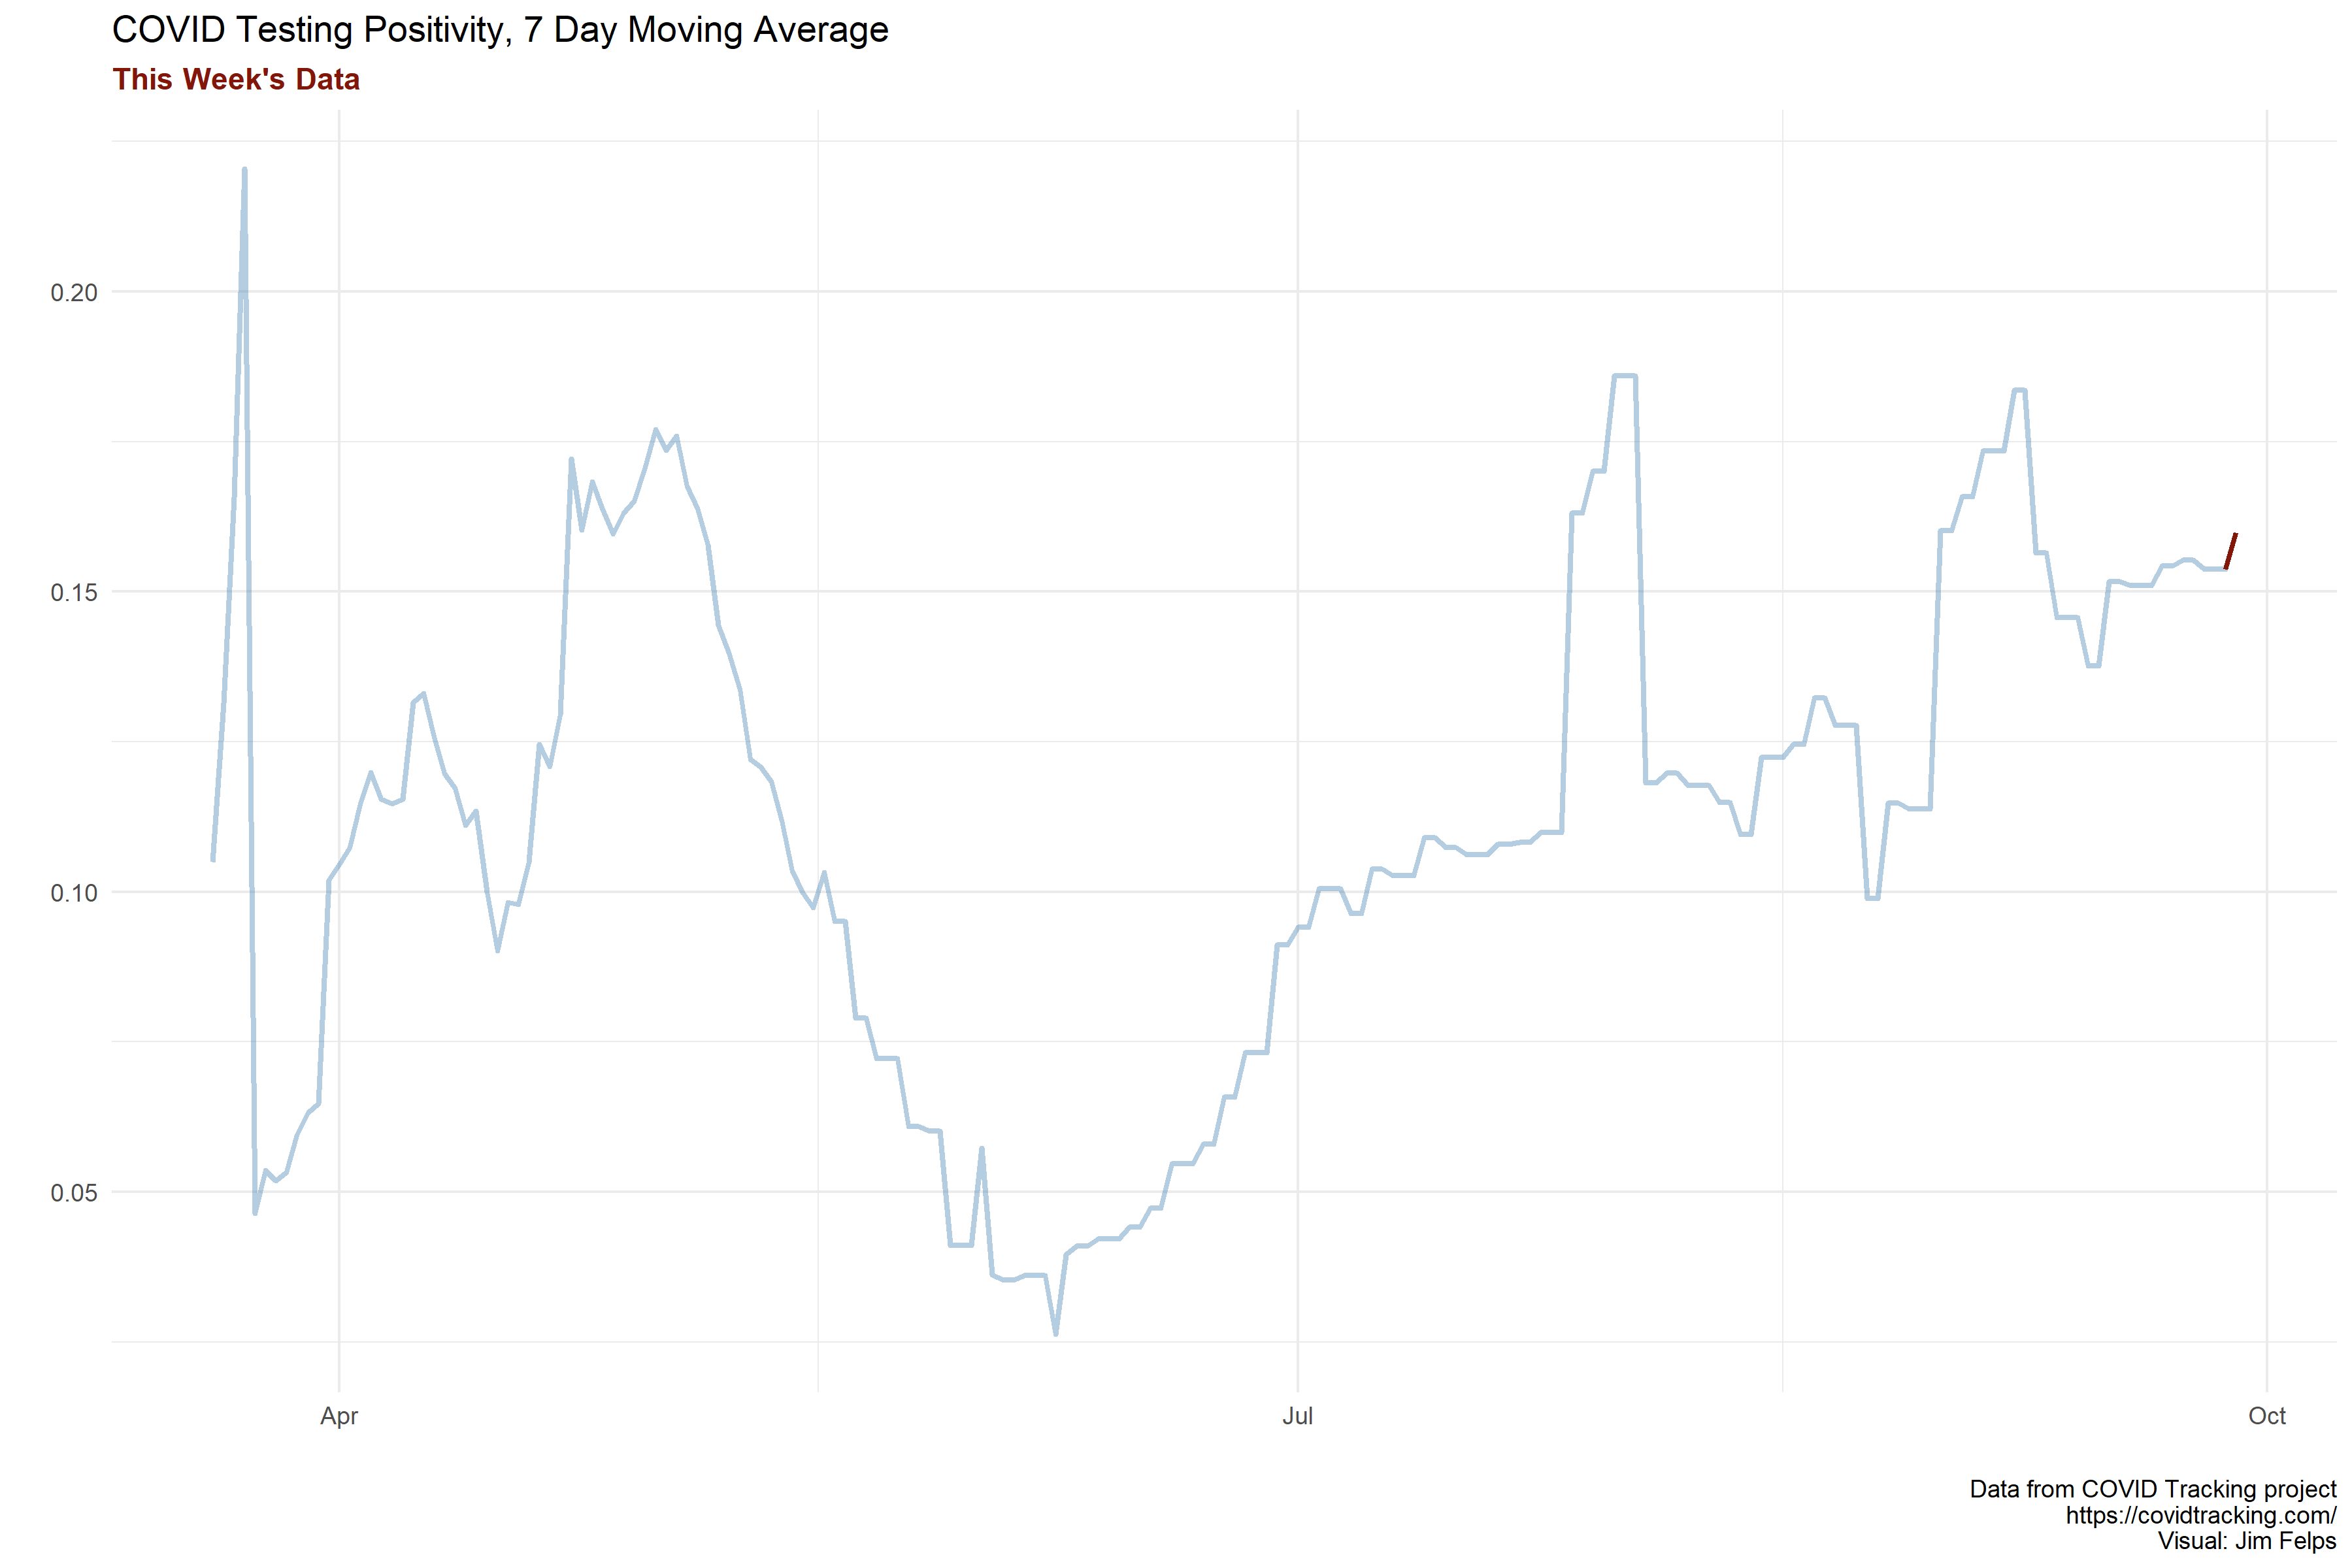 COVID Testing Positivity, 7 Day Moving Average
This Week's Data
0.20
0.15
0.10
0.05
Apr
Jul
Oct
Data from COVID Tracking project
https://covidtracking.com/
Visual: Jim Felps